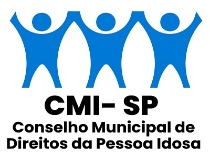 CMI- SP
Conselho Municipal de
Direitos da Pessoa Idosa